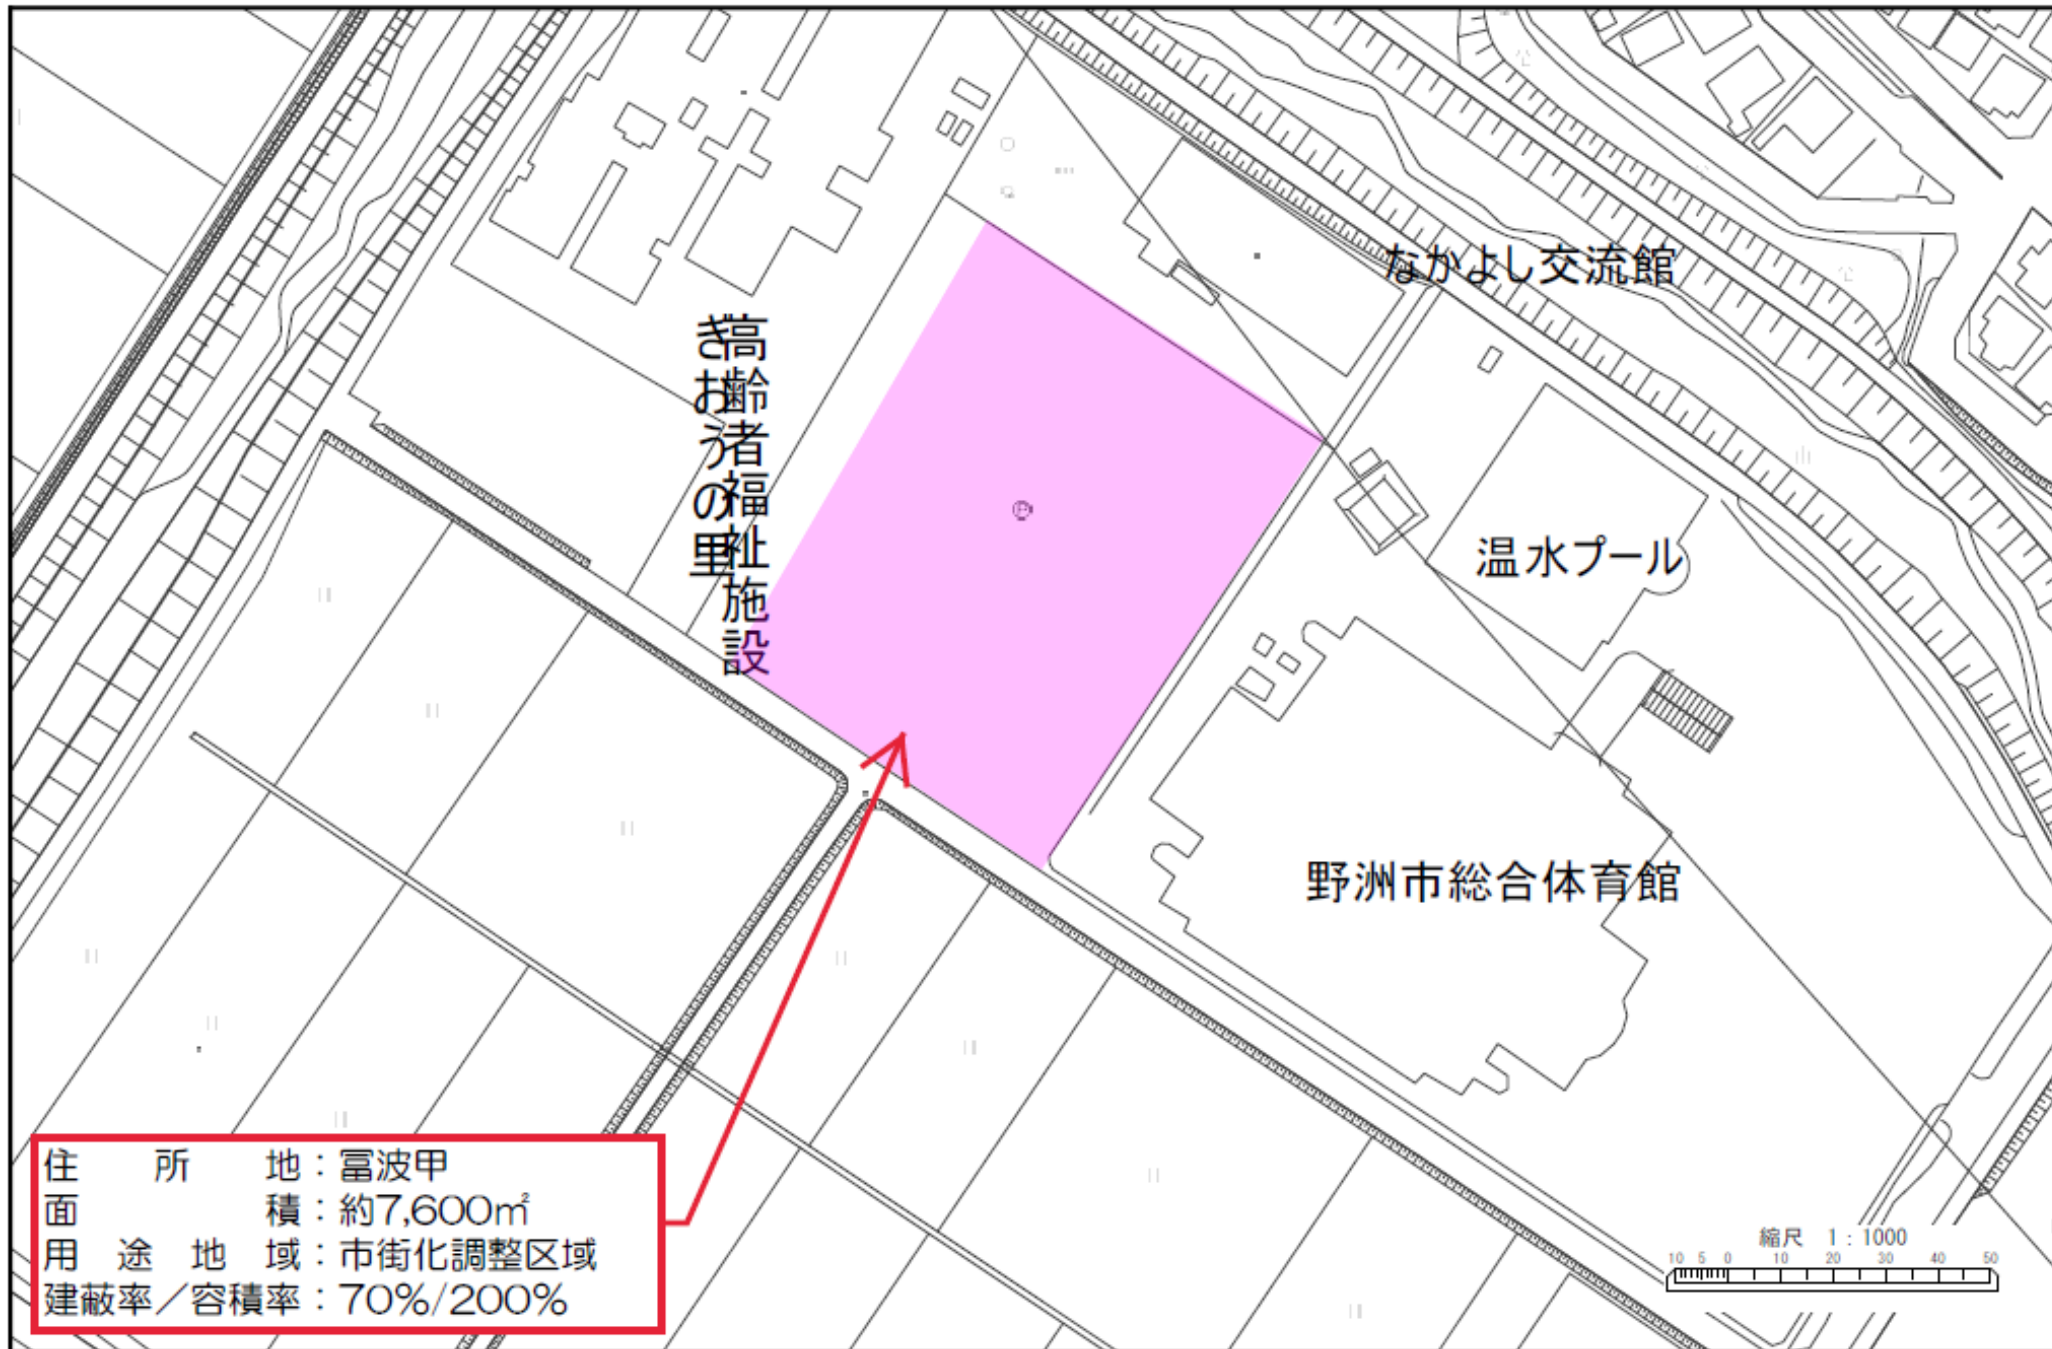 なかよし交流館
高齢者福祉施設
ぎおうの里
P
温水プール
野洲市総合体育館
住所地：冨波甲
面積：約7,600㎡
用途地域：市街化調整区域
建蔽率／容積率：70%/200%
縮尺 1：1000
10 5 0 10 20 30 40 50